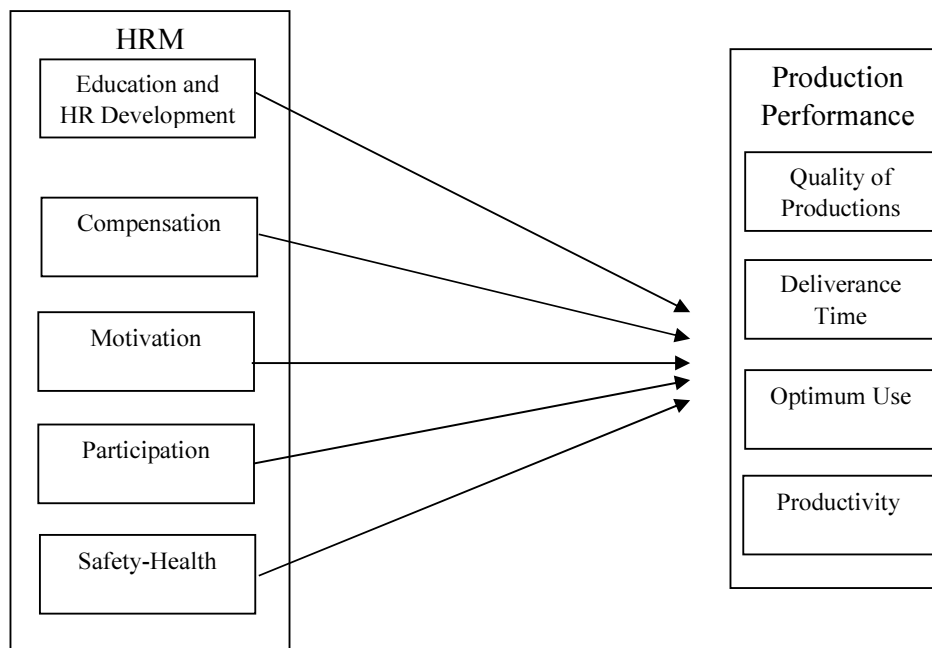 HRM
Education and
HR Development
Compensation
Motivation
Participation
Safety-Health
Production
Performance
Quality of
Productions
Deliverance
Time
Optimum Use
Productivity